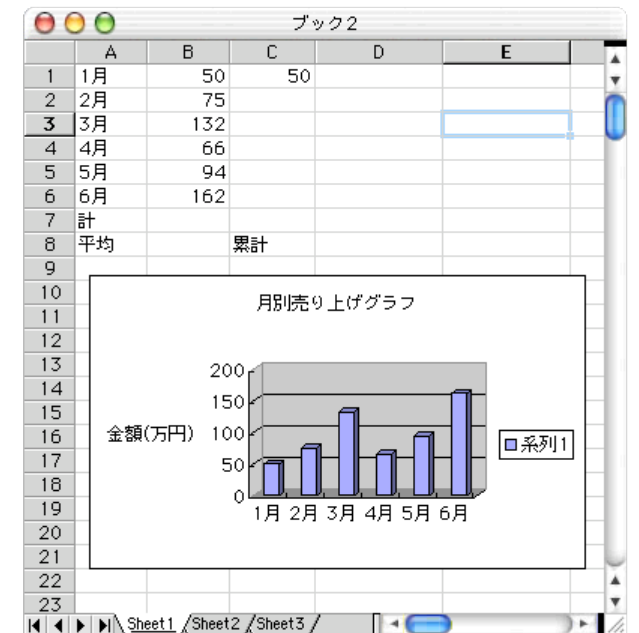 ブック2
A B C D E
1 1月 50 50
2 2月 75
3 3月 132
4 4月 66
5 5月 94
6 6月 162
7 計
8 平均 累計
9
10
11
12
13
14
15
16
17
18
19
20
21
22
23
月別売り上げグラフ
200
150
金額(万円) 100
系列1
50
0
1月 2月 3月 4月 5月 6月
Sheet1 Sheet2 Sheet3